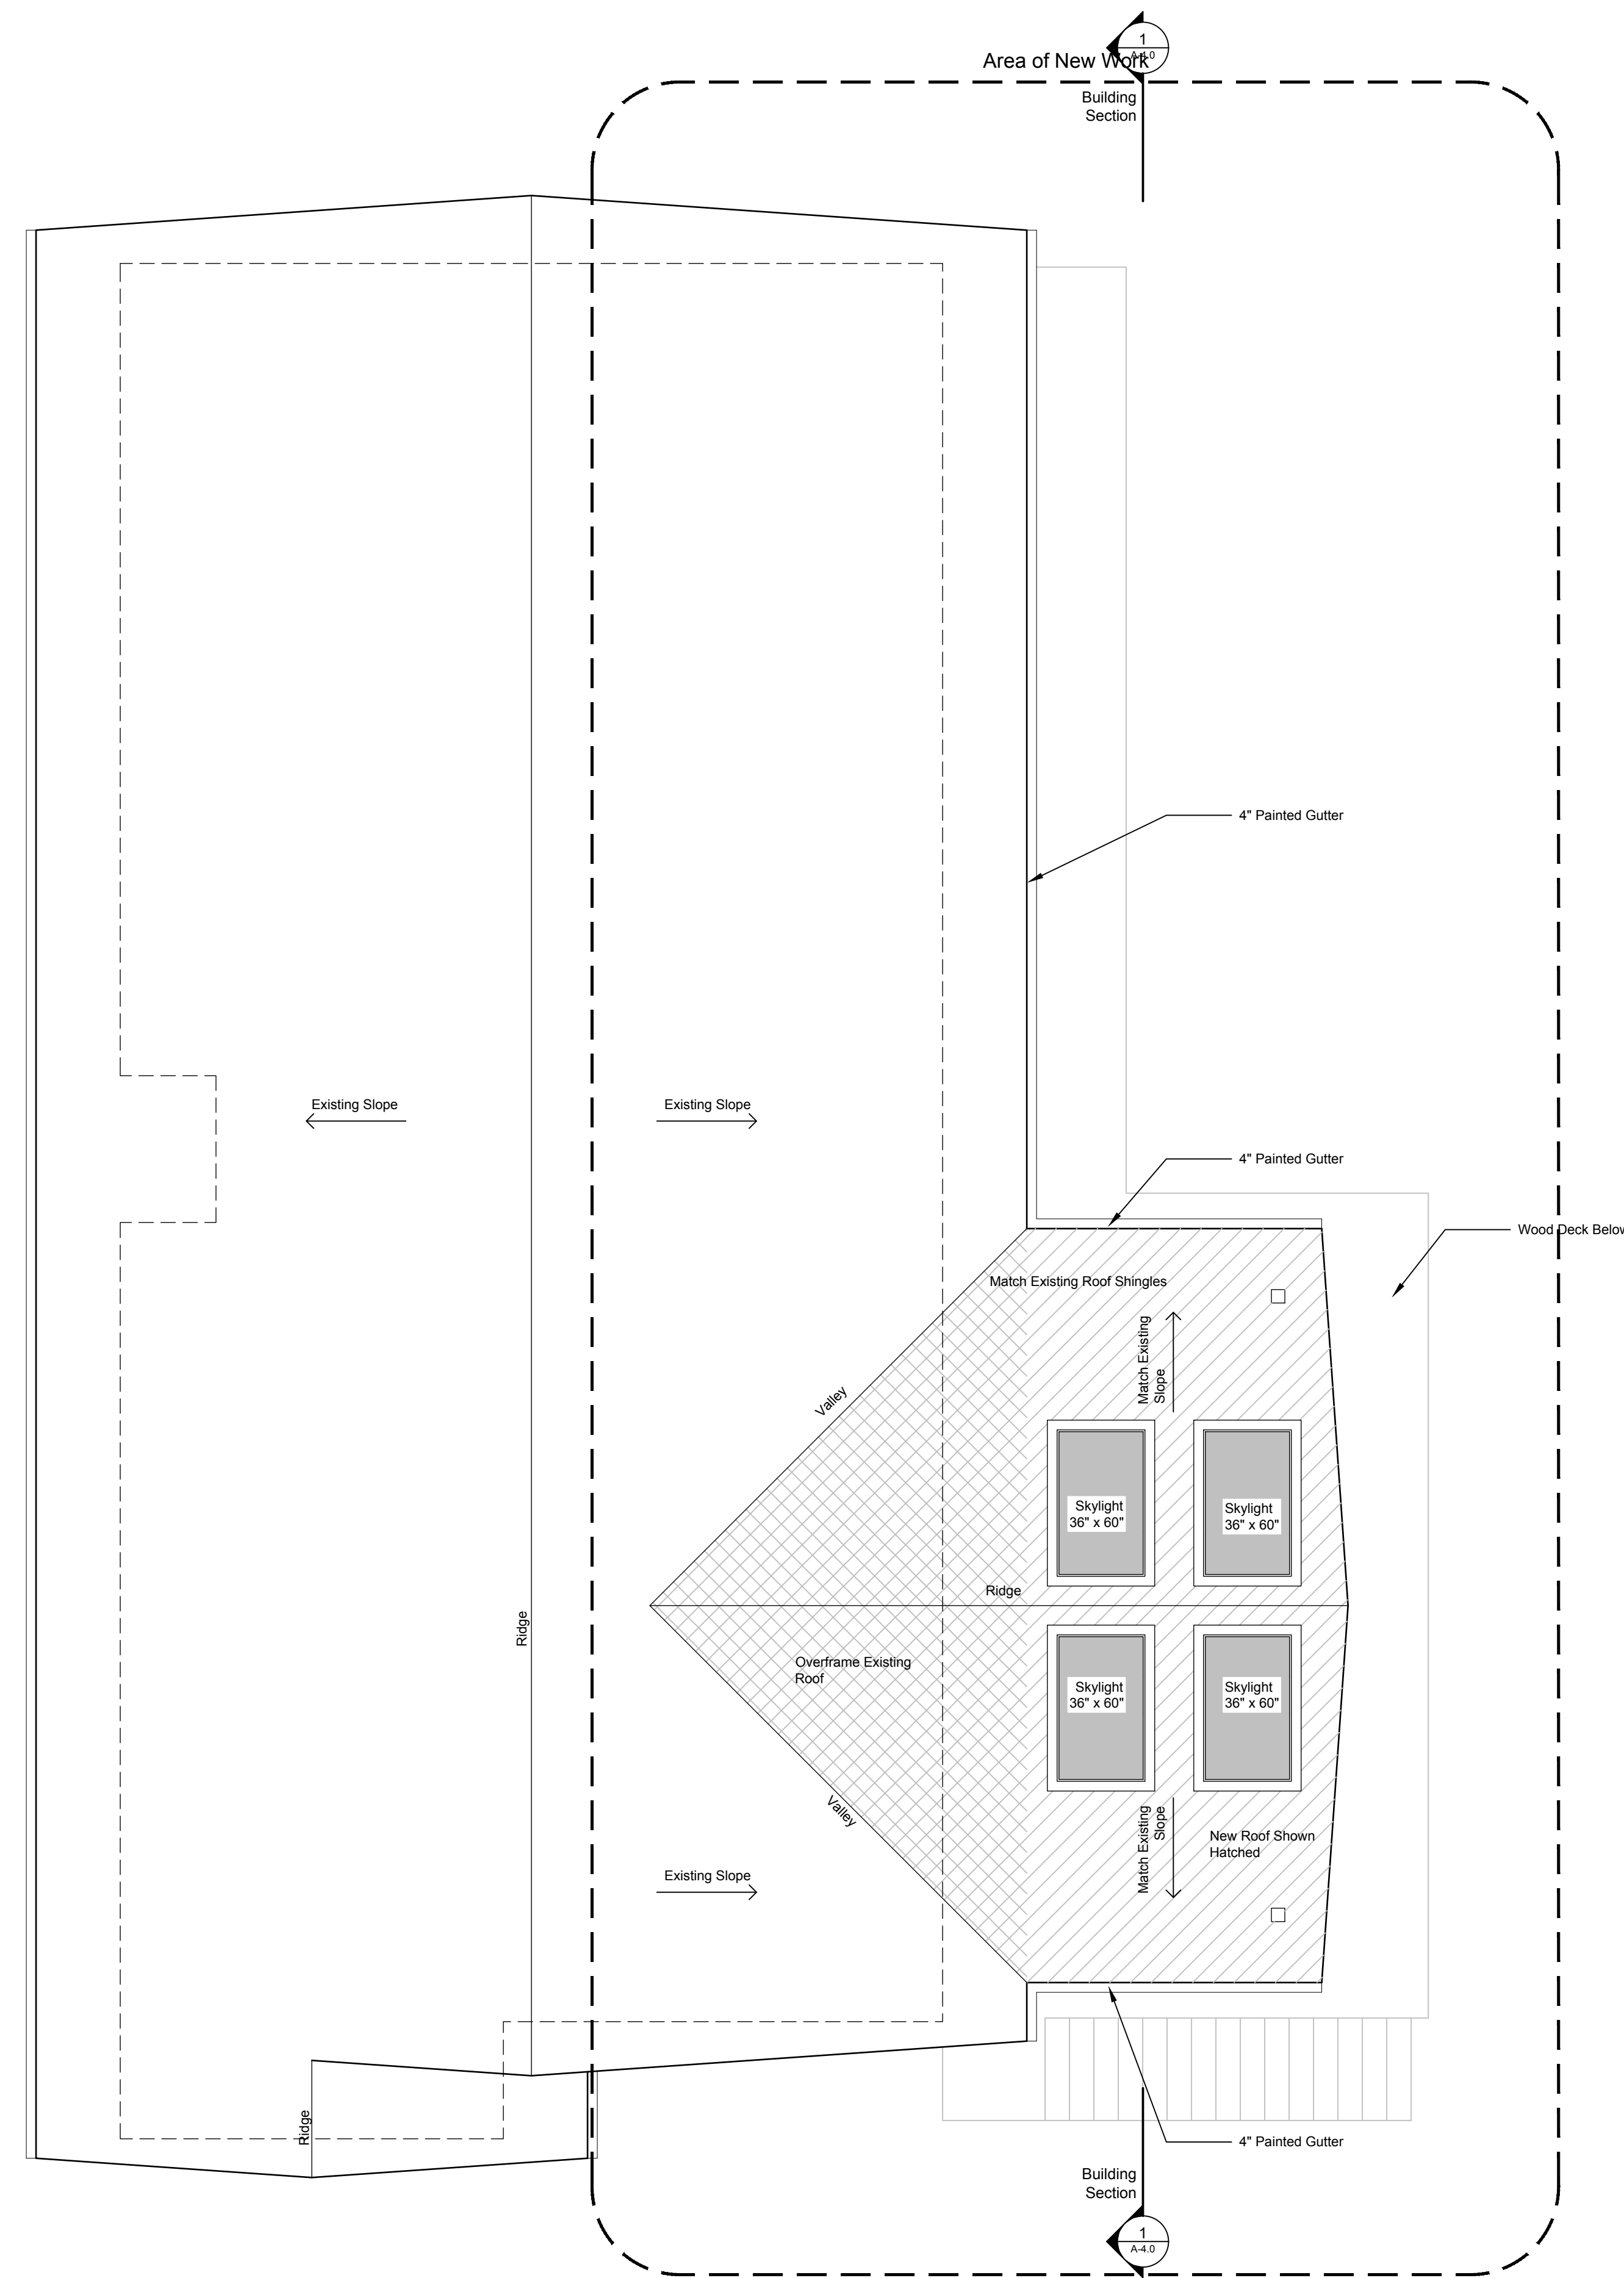 1
A-4.0
Area of New Work
Building
Section
4" Painted Gutter
Existing Slope
Existing Slope
4" Painted Gutter
Wood Deck Below
Match Existing Roof Shingles
Match Existing
Slope
Valley
Skylight
36" x 60"
Skylight
36" x 60"
Ridge
Ridge
Overframe Existing
Roof
Skylight
36" x 60"
Skylight
36" x 60"
Valley
Match Existing
Slope
New Roof Shown
Hatched
Existing Slope
Ridge
4" Painted Gutter
Building
Section
1
A-4.0